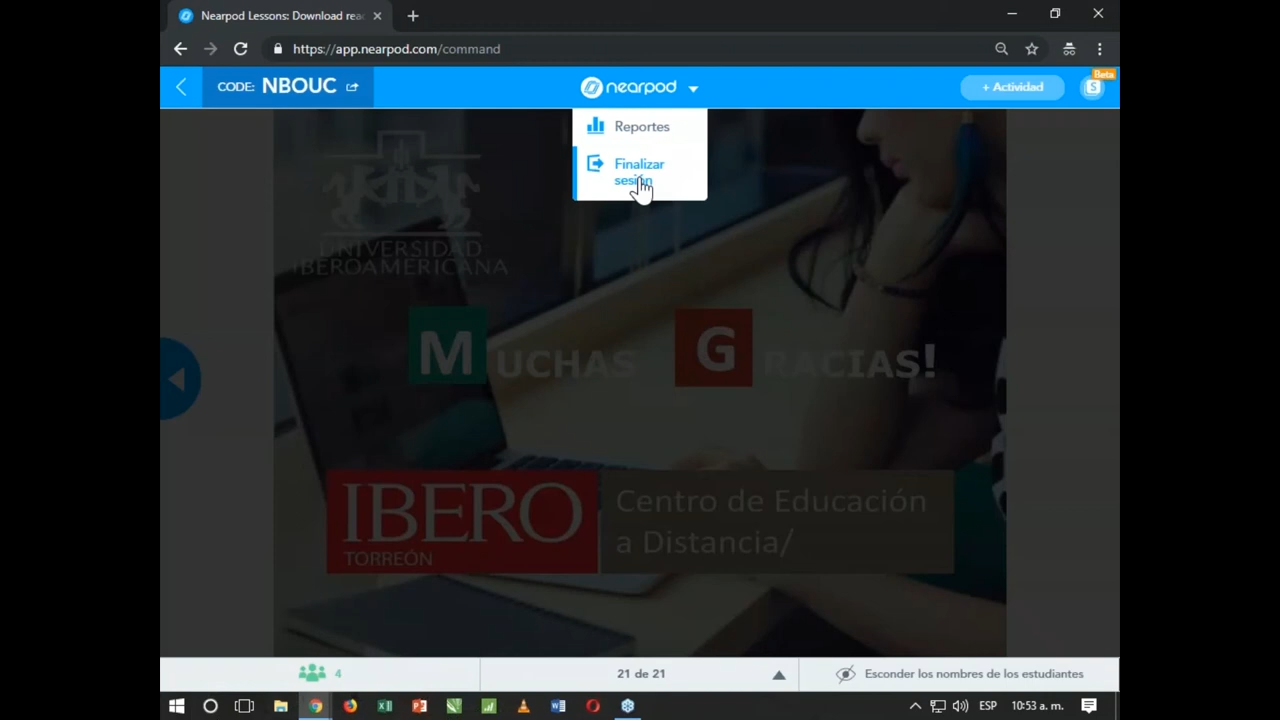 Nearpod Lessons: Download rea
https://app.nearpod.com/command
CODE: NBOUC
nearpod
+ Actividad
Beta
S
Reportes
Finalizar
sesión
UNIVERSIDAD
IBEROAMERICANA
MUCHAS GRACIAS!
IBERO
TORREÓN
Centro de Educación
a Distancia/
4
21 de 21
Esconder los nombres de los estudiantes
ESP
10:53 a. m.